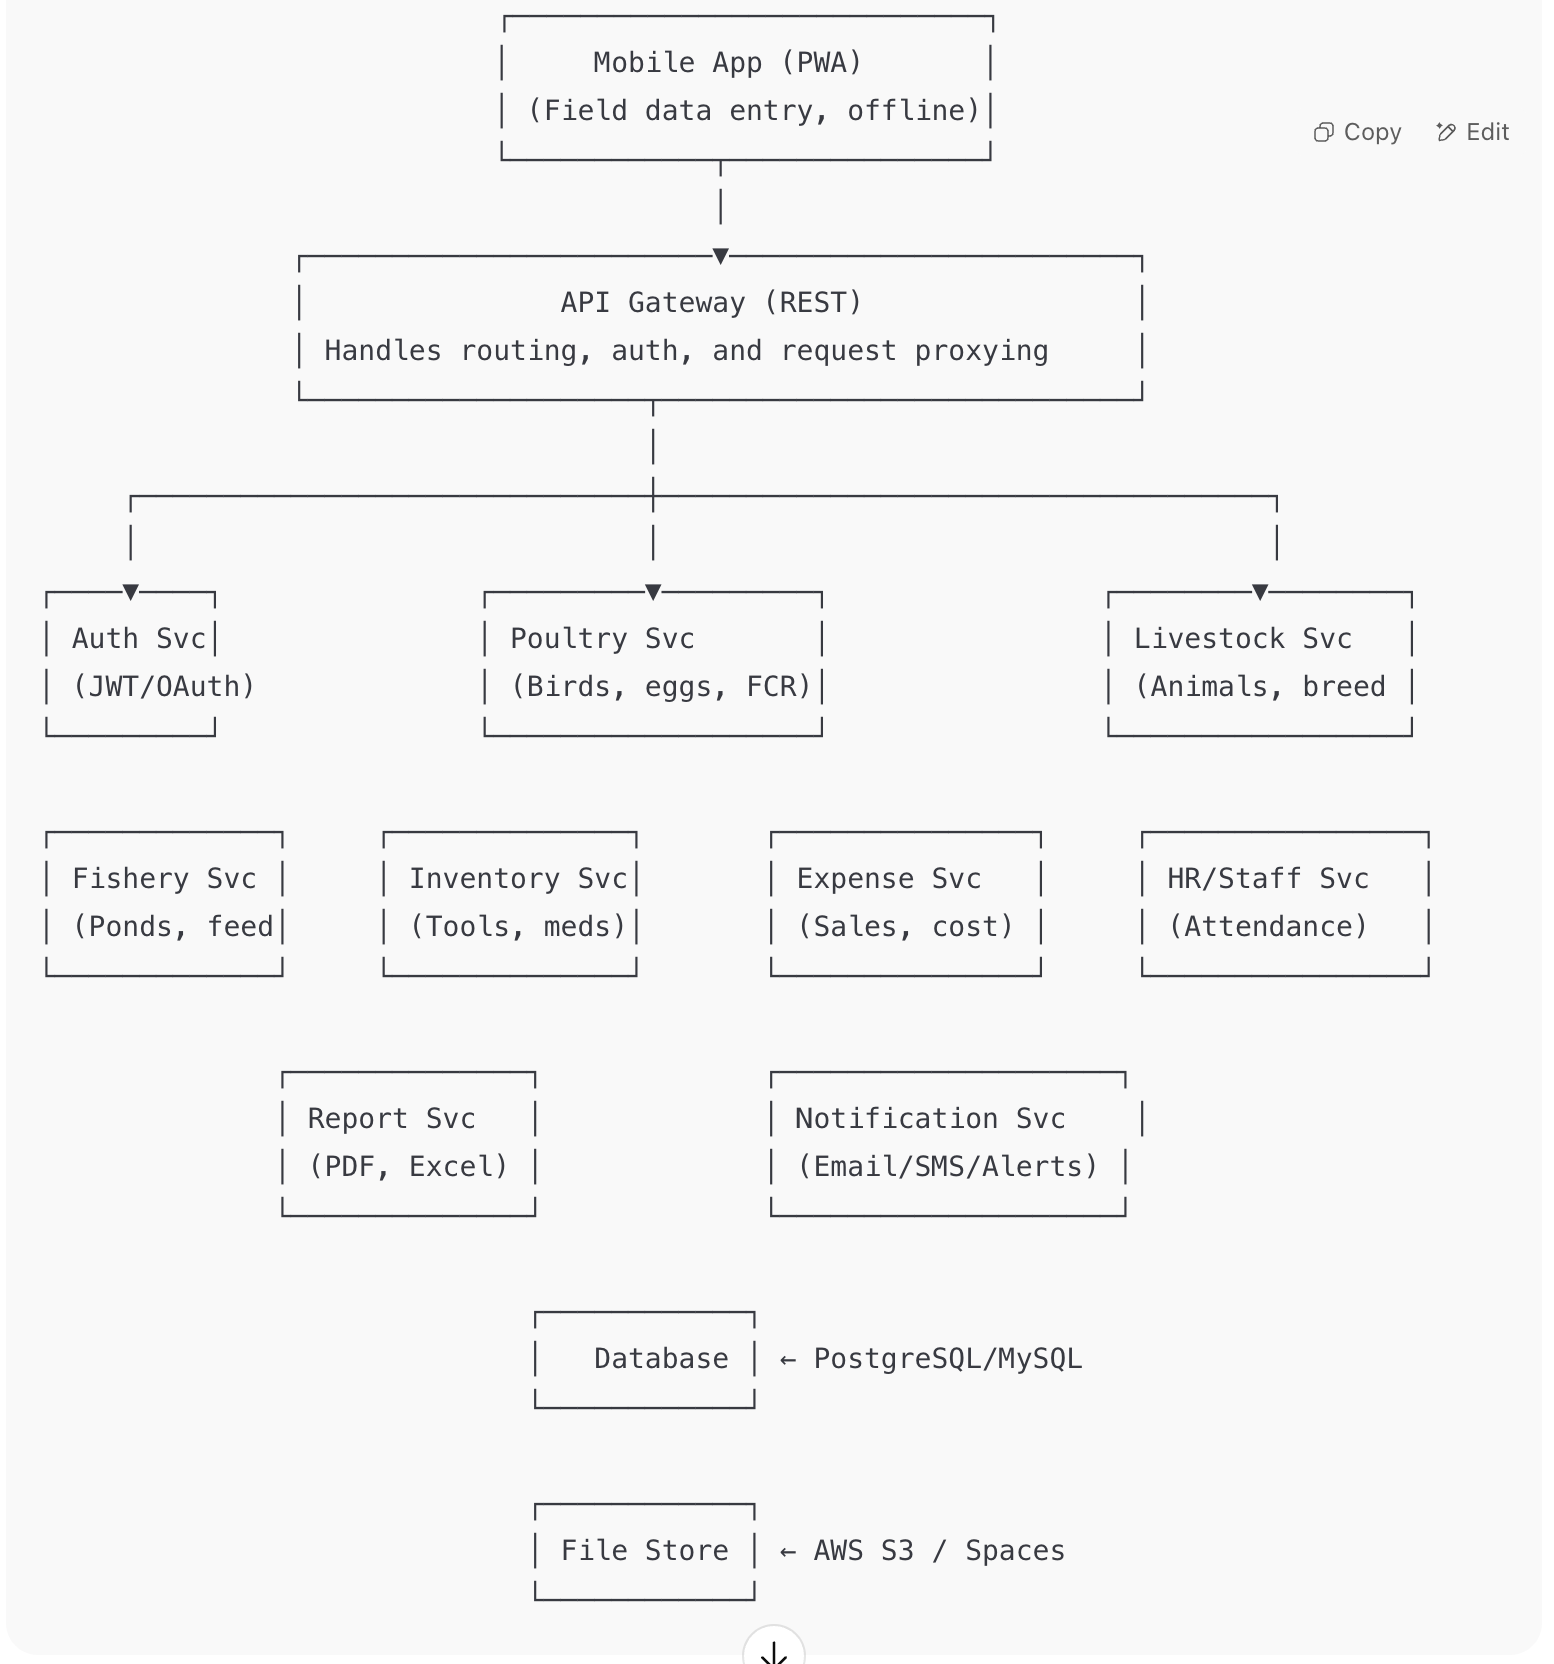 Mobile App (PWA)
(Field data entry, offline)
Copy
Edit
API Gateway (REST)
Handles routing, auth, and request proxying
Auth Svc
(JWT/OAuth)
Poultry Svc
(Birds, eggs, FCR)
Livestock Svc
(Animals, breed
Fishery Svc
(Ponds, feed
Inventory Svc
(Tools, meds)
Expense Svc
(Sales, cost)
HR/Staff Svc
(Attendance)
Report Svc
(PDF, Excel)
Notification Svc
(Email/SMS/Alerts)
Database ← PostgreSQL/MySQL
File Store ← AWS S3 / Spaces